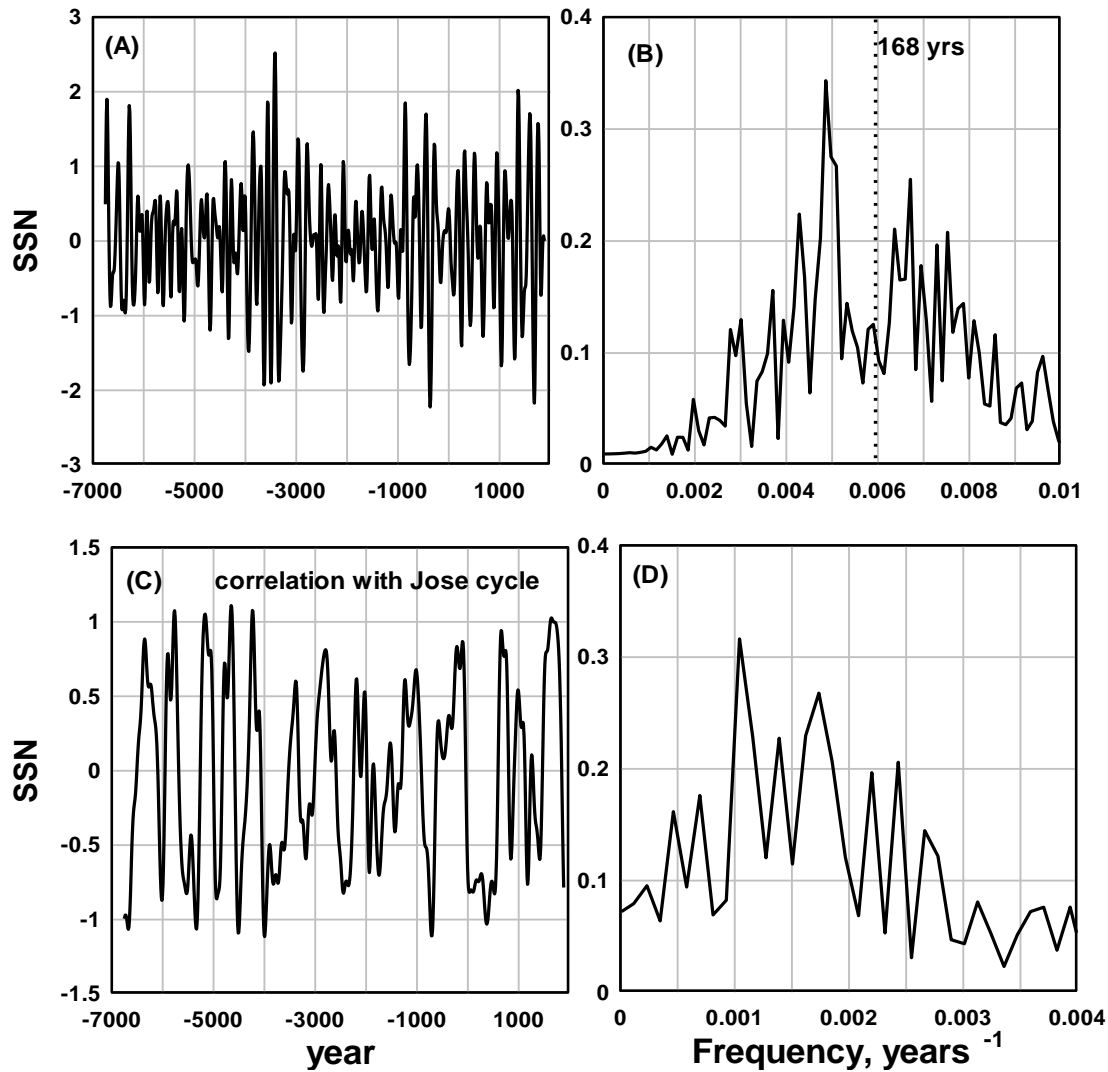 3
2
1
0
-1
-2
-3
SSN
(A)
-7000 -5000 -3000 -1000 1000
0.4
0.3
0.2
0.1
0
(B)
168 yrs
0 0.002 0.004 0.006 0.008 0.01
1.5
1
0.5
0
-0.5
-1
-1.5
SSN
(C) correlation with Jose cycle
-7000 -5000 -3000 -1000 1000
year
0.4
0.3
0.2
0.1
0
(D)
0 0.001 0.002 0.003 0.004
Frequency, years -1